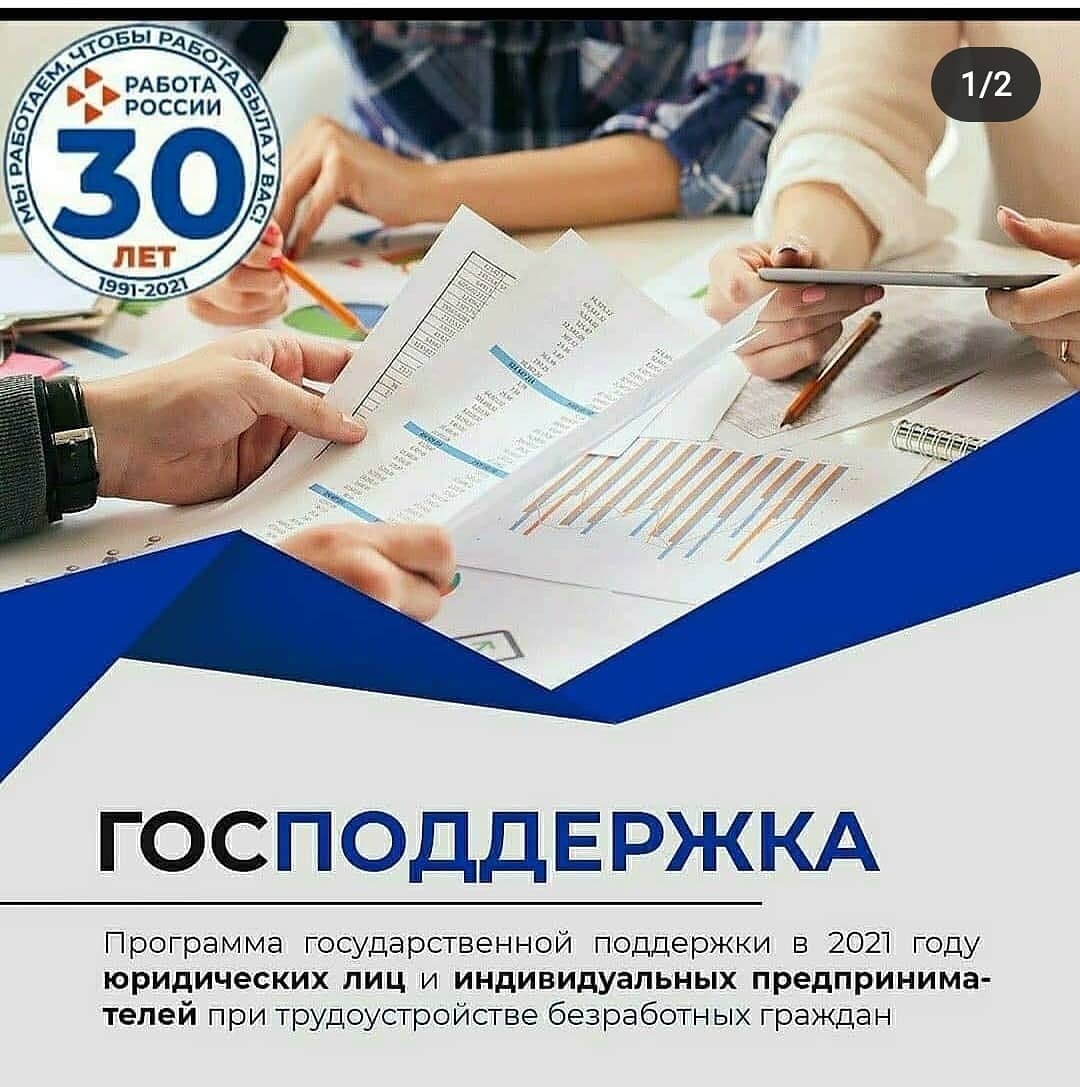 МЫ РАБОТАЕМ, ЧТОБЫ РАБОТА БЫЛА У ВАС!
РАБОТА
РОССИИ
30
ЛЕТ
1991-2021
1/2
ГОСПОДДЕРЖКА
Программа государственной поддержки в 2021 году
юридических лиц и индивидуальных предпринима-
телей при трудоустройстве безработных граждан